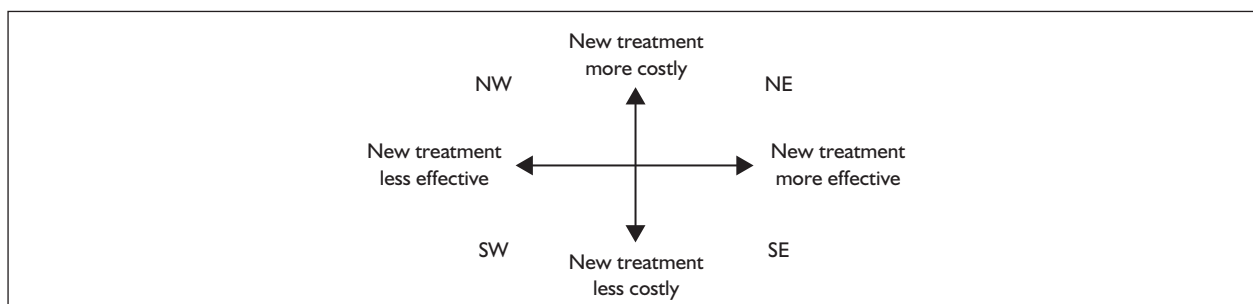 New treatment
more costly
NW
NE
New treatment
less effective
New treatment
more effective
SW
SE
New treatment
less costly